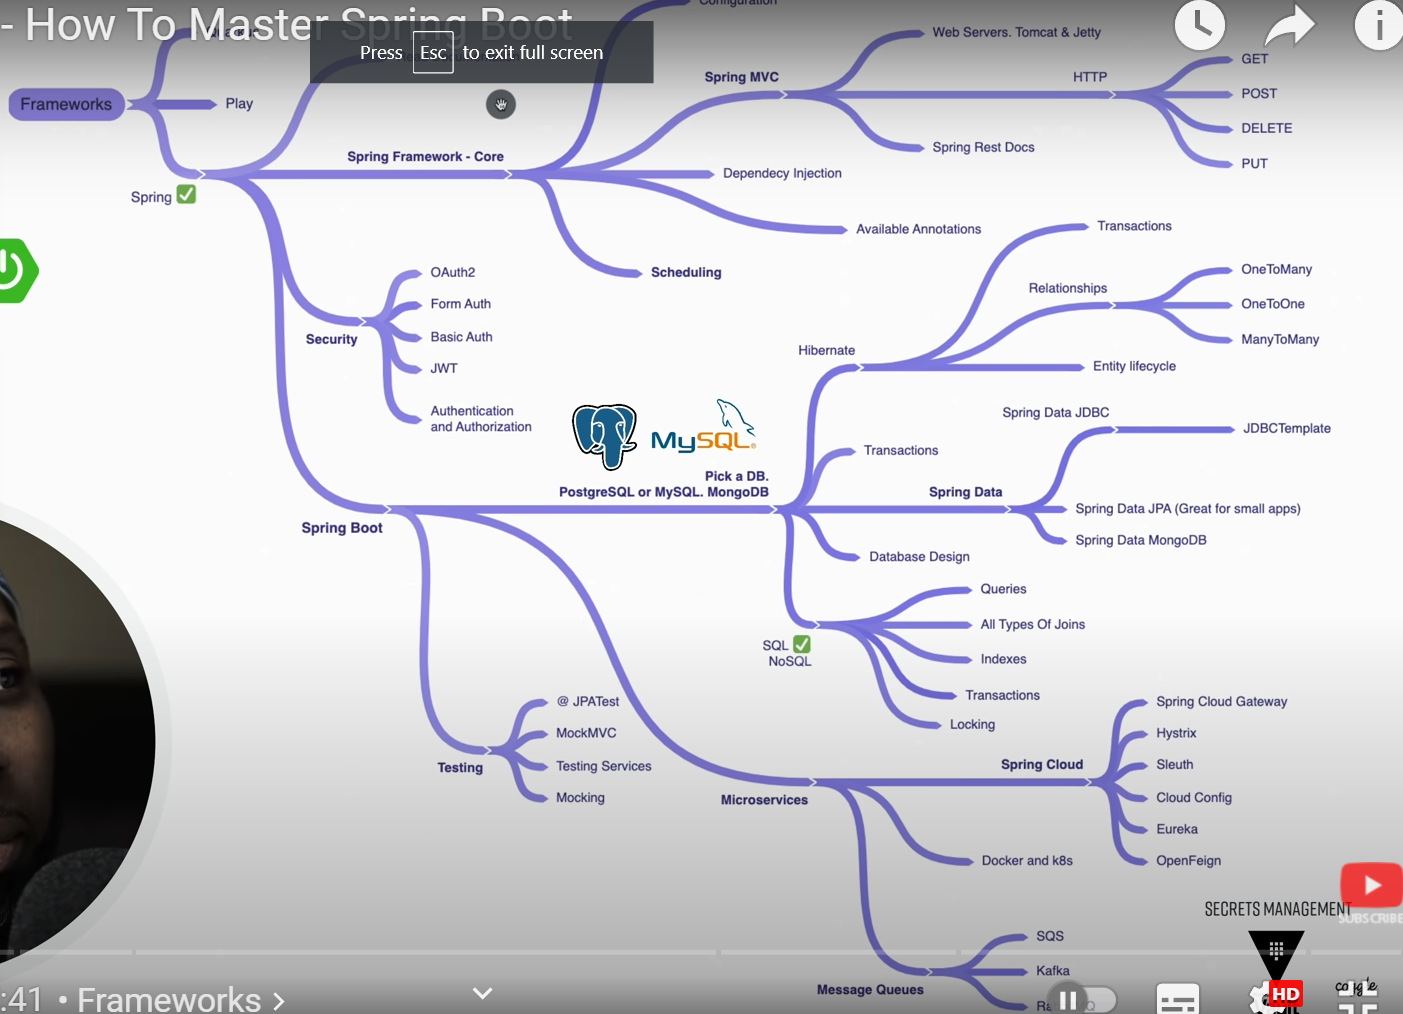 - How To Master Spring Boot
Press Esc to exit full screen
Configuration
Web Servers. Tomcat & Jetty
Spring MVC
HTTP
GET
POST
DELETE
PUT
Frameworks
Play
Spring Rest Docs
Spring Framework - Core
Dependecy Injection
Spring
Available Annotations
Scheduling
Transactions
OAuth2
Form Auth
Security
Basic Auth
JWT
Authentication
and Authorization
Relationships
OneToMany
OneToOne
ManyToMany
Hibernate
Entity lifecycle
Spring Data JDBC
JDBCTemplate
MySQL
Transactions
Pick a DB.
PostgreSQL or MySQL. MongoDB
Spring Data
Spring Data JPA (Great for small apps)
Spring Data MongoDB
Spring Boot
Database Design
Queries
All Types Of Joins
SQL
NoSQL
Indexes
Transactions
Locking
@ JPATest
MockMVC
Testing
Testing Services
Mocking
Spring Cloud Gateway
Hystrix
Spring Cloud
Sleuth
Microservices
Cloud Config
Eureka
Docker and k8s
OpenFeign
SECRETS MANAGEMENT
SUBSCRIBE
SQS
Kafka
Message Queues
:41 • Frameworks
HD